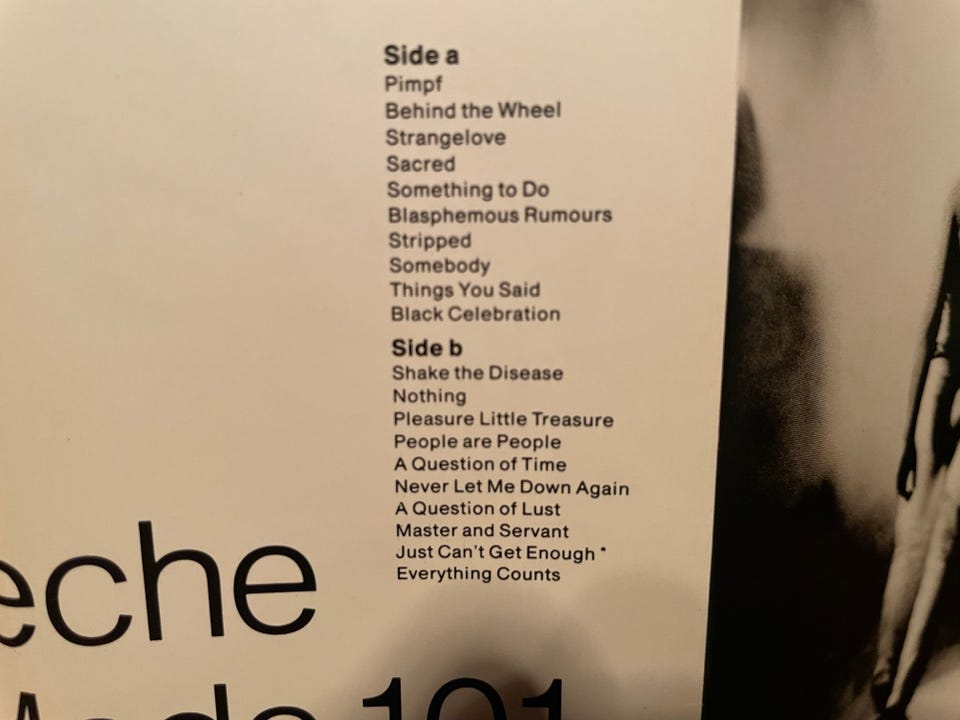 Side a
Pimpf
Behind the Wheel
Strangelove
Sacred
Something to Do
Blasphemous Rumours
Stripped
Somebody
Things You Said
Black Celebration
Side b
Shake the Disease
Nothing
Pleasure Little Treasure
People are People
A Question of Time
Never Let Me Down Again
A Question of Lust
Master and Servant
Just Can't Get Enough *
Everything Counts
eche
Mode 101